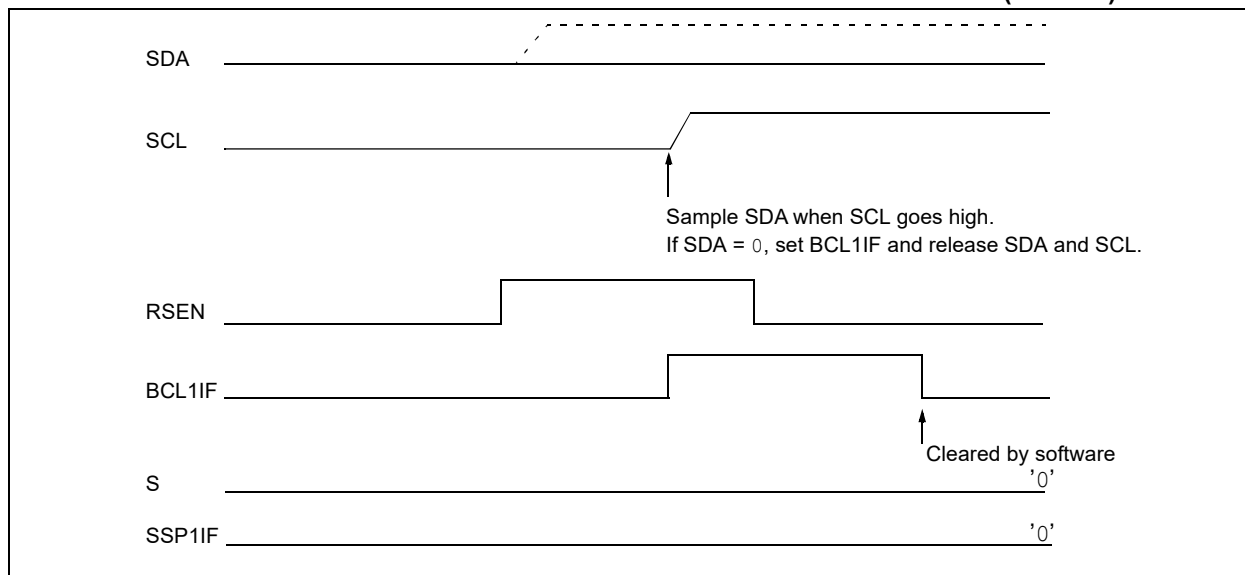 SDA
SCL
Sample SDA when SCL goes high.
If SDA = 0, set BCL1IF and release SDA and SCL.
RSEN
BCL1IF
Cleared by software
S
'0'
SSP1IF
'0'